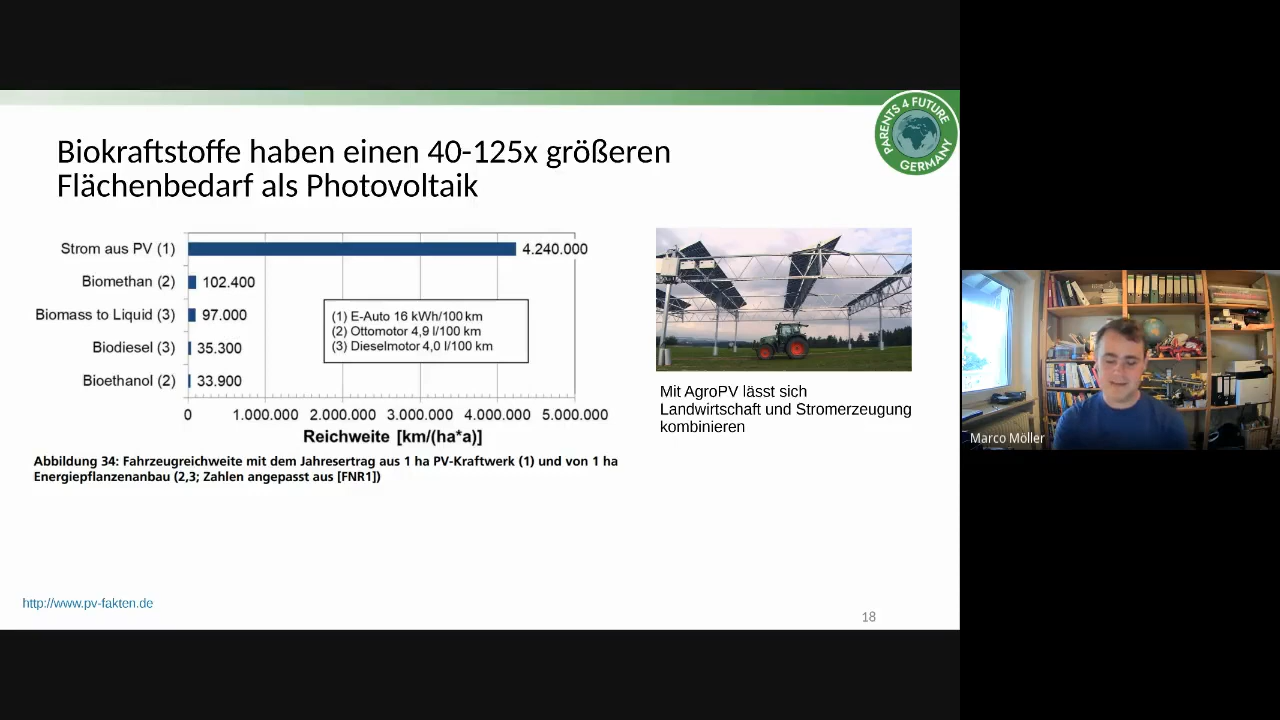 PARENTS 4 FUTURE
GERMANY
Biokraftstoffe haben einen 40-125x größeren
Flächenbedarf als Photovoltaik
Strom aus PV (1)
4.240.000
Biomethan (2)
102.400
Biomass to Liquid (3)
97.000
Biodiesel (3)
35.300
Bioethanol (2)
33.900
(1) E-Auto 16 kWh/100 km
(2) Ottomotor 4,9 l/100 km
(3) Dieselmotor 4,0 l/100 km
0 1.000.000 2.000.000 3.000.000 4.000.000 5.000.000
Reichweite [km/(ha*a)]
Abbildung 34: Fahrzeugreichweite mit dem Jahresertrag aus 1 ha PV-Kraftwerk (1) und von 1 ha
Energiepflanzenanbau (2,3; Zahlen angepasst aus [FNR1])
Mit AgroPV lässt sich
Landwirtschaft und Stromerzeugung
kombinieren
http://www.pv-fakten.de
18
Marco Möller